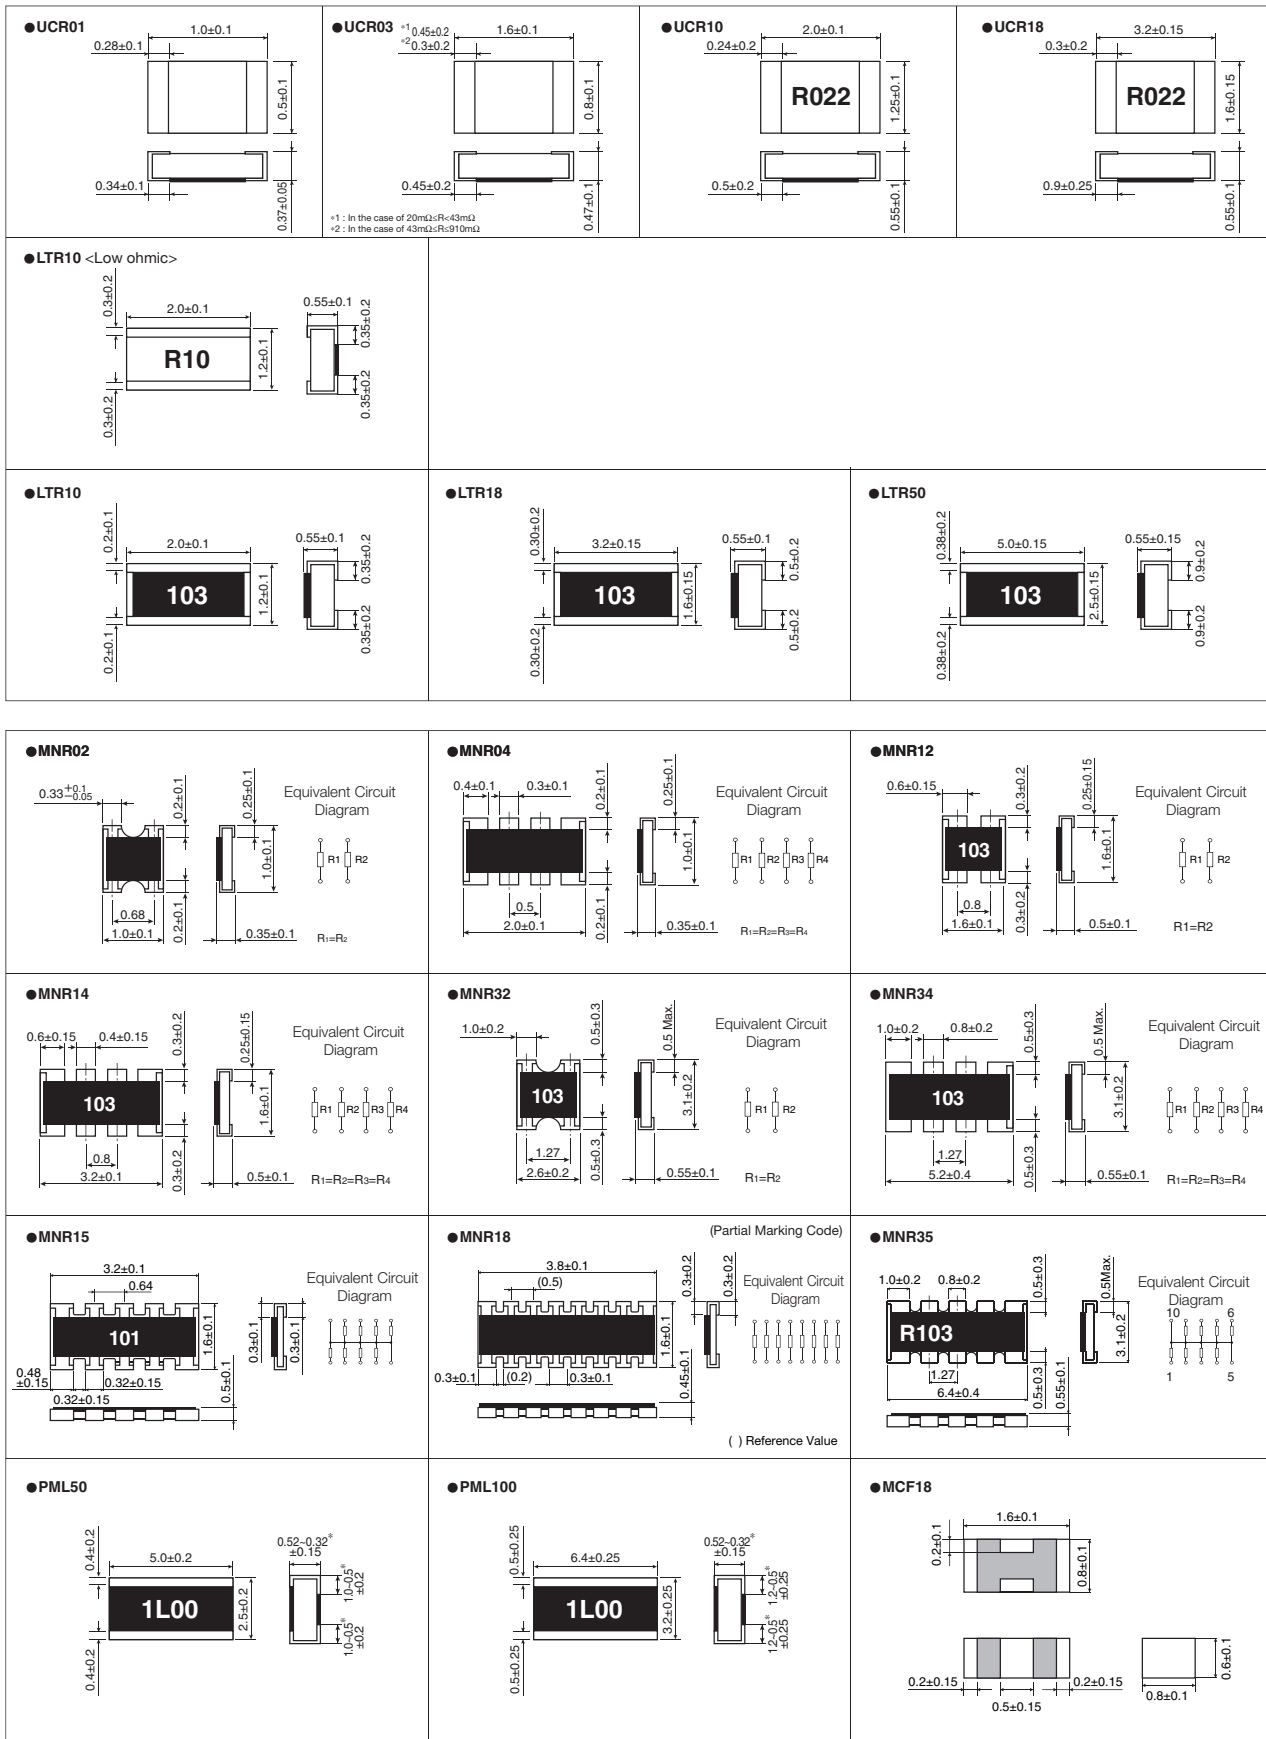 ●UCR01
1.0±0.1
0.28±0.1
0.5±0.1
0.34±0.1
0.37±0.05
●UCR03
*1 0.45±0.2
*2 0.3±0.2
1.6±0.1
0.8±0.1
0.45±0.2
0.47±0.1
*1 : In the case of 20mΩ≤R<43mΩ
*2 : In the case of 43mΩ≤R≤910mΩ
●UCR10
2.0±0.1
0.24±0.2
R022
1.25±0.1
0.5±0.2
0.55±0.1
●UCR18
3.2±0.15
0.3±0.2
R022
1.6±0.15
0.9±0.25
0.55±0.1
●LTR10 <Low ohmic>
0.3±0.2
2.0±0.1
0.55±0.1
0.35±0.2
R10
1.2±0.1
0.3±0.2
0.35±0.2
●LTR10
0.2±0.1
2.0±0.1
0.55±0.1
0.35±0.2
103
1.2±0.1
0.2±0.1
0.35±0.2
●LTR18
0.30±0.2
3.2±0.15
0.55±0.1
0.5±0.2
103
1.6±0.15
0.30±0.2
0.5±0.2
●LTR50
0.38±0.2
5.0±0.15
0.55±0.15
0.9±0.2
103
2.5±0.15
0.38±0.2
0.9±0.2
●MNR02
0.33+0.1−0.05
0.2±0.1
0.25±0.1
Equivalent Circuit
Diagram
1.0±0.1
R1 R2
0.68
1.0±0.1
0.2±0.1
0.35±0.1
R1=R2
●MNR04
0.4±0.1
0.3±0.1
0.2±0.1
0.25±0.1
Equivalent Circuit
Diagram
1.0±0.1
R1 R2 R3 R4
0.5
2.0±0.1
0.2±0.1
0.35±0.1
R1=R2=R3=R4
●MNR12
0.6±0.15
0.3±0.2
0.25±0.15
Equivalent Circuit
Diagram
103
1.6±0.1
R1 R2
0.8
1.6±0.1
0.3±0.2
0.5±0.1
R1=R2
●MNR14
0.6±0.15
0.4±0.15
0.3±0.2
0.25±0.15
Equivalent Circuit
Diagram
103
1.6±0.1
R1 R2 R3 R4
0.8
3.2±0.1
0.3±0.2
0.5±0.1
R1=R2=R3=R4
●MNR32
1.0±0.2
0.5±0.3
0.5 Max.
Equivalent Circuit
Diagram
103
3.1±0.2
R1 R2
1.27
2.6±0.2
0.5±0.3
0.55±0.1
R1=R2
●MNR34
1.0±0.2
0.8±0.2
0.5±0.3
0.5 Max.
Equivalent Circuit
Diagram
103
3.1±0.2
R1 R2 R3 R4
1.27
5.2±0.4
0.5±0.3
0.55±0.1
R1=R2=R3=R4
●MNR15
3.2±0.1
0.64
Equivalent Circuit
Diagram
101
1.6±0.1
0.3±0.1
0.3±0.1
0.48
±0.15
0.32±0.15
0.32±0.15
0.5±0.1
●MNR18
(Partial Marking Code)
3.8±0.1
(0.5)
0.3±0.2
0.3±0.2
Equivalent Circuit
Diagram
1.6±0.1
0.3±0.1
(0.2)
0.3±0.1
0.45±0.1
( ) Reference Value
●MNR35
1.0±0.2
0.8±0.2
0.5±0.3
0.5Max.
Equivalent Circuit
Diagram
10 6
R103
3.1±0.2
1 5
1.27
6.4±0.4
0.5±0.3
0.55±0.1
●PML50
0.4±0.2
5.0±0.2
0.52~0.32*
±0.15
1.0~0.5*
±0.2
1L00
2.5±0.2
0.4±0.2
1.0~0.5*
±0.2
●PML100
0.5±0.25
6.4±0.25
0.52~0.32*
±0.15
1.2~0.5*
±0.25
1L00
3.2±0.25
0.5±0.25
1.2~0.5*
±0.25
●MCF18
1.6±0.1
0.2±0.1
0.8±0.1
0.2±0.15
0.2±0.15
0.5±0.15
0.6±0.1
0.8±0.1